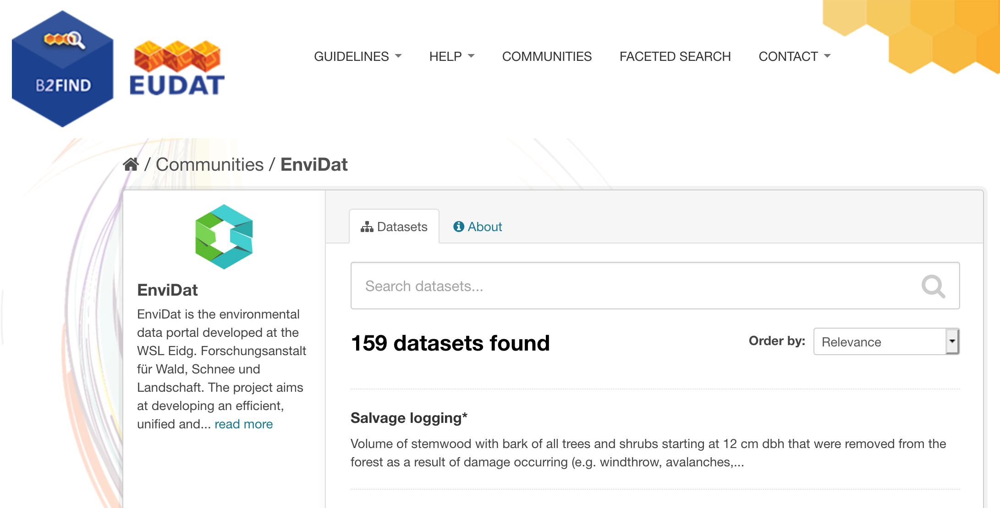 B2FIND
EUDAT
GUIDELINES
HELP
COMMUNITIES
FACETED SEARCH
CONTACT
/ Communities / EnviDat
EnviDat
EnviDat is the environmental
data portal developed at the
WSL Eidg. Forschungsanstalt
für Wald, Schnee und
Landschaft. The project aims
at developing an efficient,
unified and... read more
Datasets
About
Search datasets...
159 datasets found
Order by:
Relevance
Salvage logging*
Volume of stemwood with bark of all trees and shrubs starting at 12 cm dbh that were removed from the
forest as a result of damage occurring (e.g. windthrow, avalanches,...